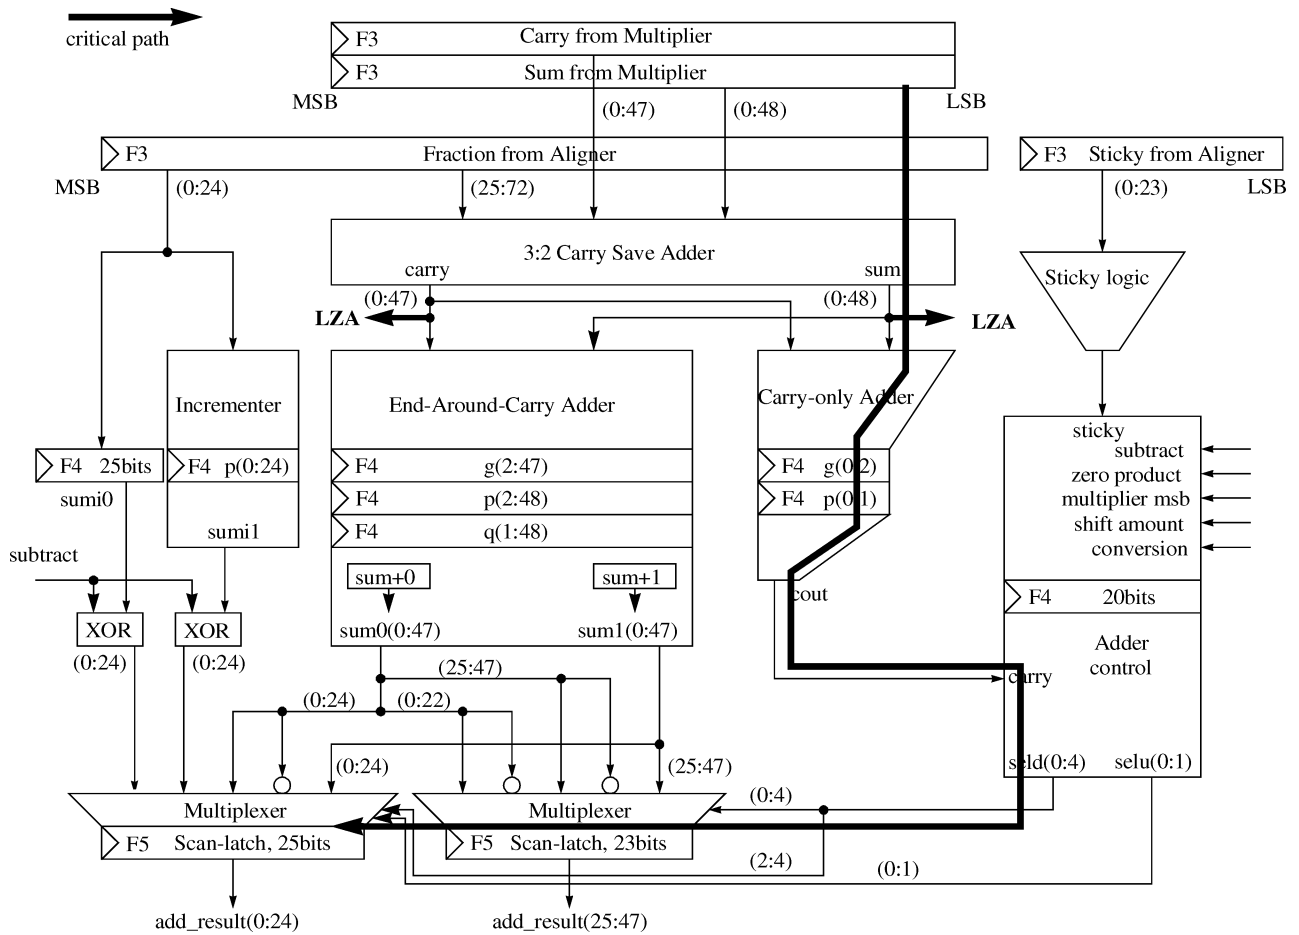 critical path
F3 Carry from Multiplier
F3 Sum from Multiplier
MSB LSB
(0:47) (0:48)
F3 Fraction from Aligner
F3 Sticky from Aligner
MSB (0:24) (25:72)
(0:23) LSB
3:2 Carry Save Adder
carry sum
Sticky logic
(0:47) (0:48)
LZA LZA
Incrementer
End-Around-Carry Adder
Carry-only Adder
sticky
subtract
zero product
multiplier msb
shift amount
conversion
F4 25bits
F4 p(0:24)
F4 g(2:47)
F4 g(0:2)
sumi0
F4 p(2:48)
F4 p(0:1)
sumi1
F4 q(1:48)
subtract
sum+0 sum+1
cout
F4 20bits
XOR XOR
sum0(0:47) sum1(0:47)
Adder
control
(0:24) (0:24)
(25:47)
carry
(0:24) (0:22)
(0:24) (25:47)
seld(0:4) selu(0:1)
Multiplexer Multiplexer
(0:4)
F5 Scan-latch, 25bits
F5 Scan-latch, 23bits
(2:4) (0:1)
add_result(0:24) add_result(25:47)